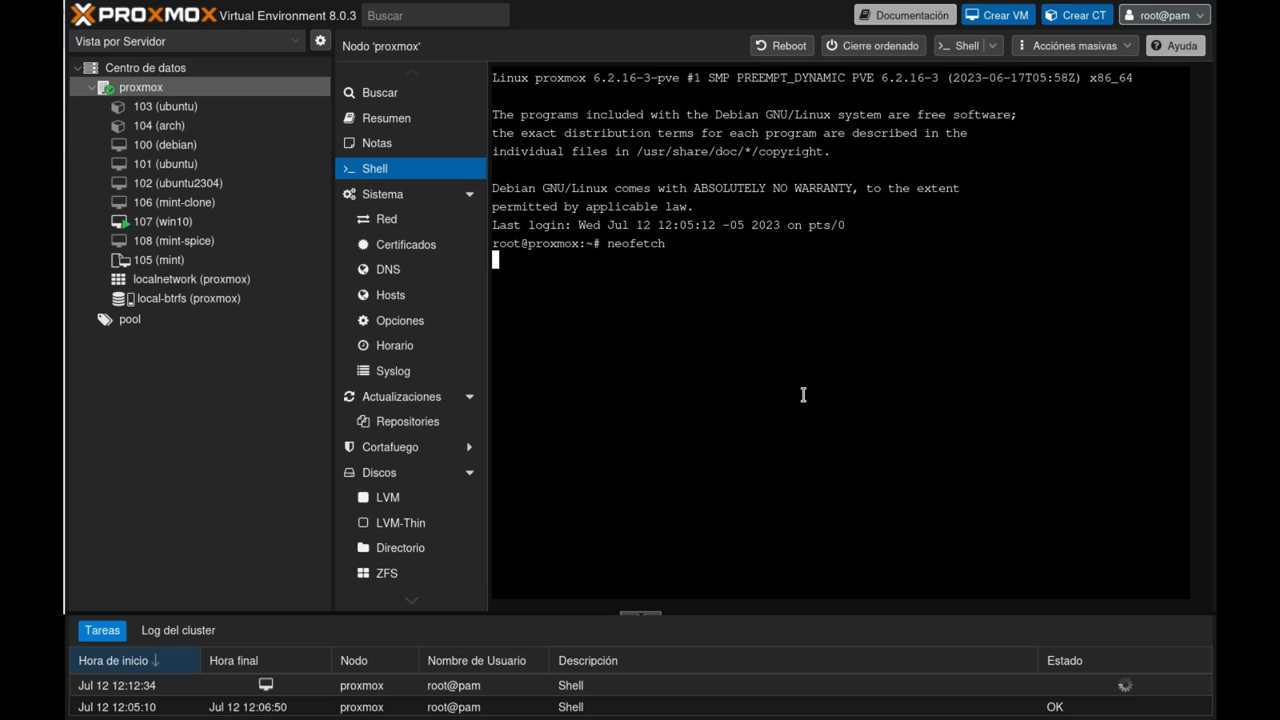 PROXMOX Virtual Environment 8.0.3 Buscar Documentación Crear VM Crear CT root@pam
Vista por Servidor
Nodo 'proxmox' Reboot Cierre ordenado Shell Acciónes masivas Ayuda
Centro de datos
proxmox
103 (ubuntu)
104 (arch)
100 (debian)
101 (ubuntu)
102 (ubuntu2304)
106 (mint-clone)
107 (win10)
108 (mint-spice)
105 (mint)
localnetwork (proxmox)
local-btrfs (proxmox)
pool
Buscar
Resumen
Notas
Shell
Sistema
Red
Certificados
DNS
Hosts
Opciones
Horario
Syslog
Actualizaciones
Repositories
Cortafuego
Discos
LVM
LVM-Thin
Directorio
ZFS
Linux proxmox 6.2.16-3-pve #1 SMP PREEMPT_DYNAMIC PVE 6.2.16-3 (2023-06-17T05:58Z) x86_64
The programs included with the Debian GNU/Linux system are free software;
the exact distribution terms for each program are described in the
individual files in /usr/share/doc/*/copyright.
Debian GNU/Linux comes with ABSOLUTELY NO WARRANTY, to the extent
permitted by applicable law.
Last login: Wed Jul 12 12:05:12 -05 2023 on pts/0
root@proxmox:~# neofetch
Tareas Log del cluster
Hora de inicio Hora final Nodo Nombre de Usuario Descripción Estado
Jul 12 12:12:34 proxmox root@pam Shell
Jul 12 12:05:10 Jul 12 12:06:50 proxmox root@pam Shell OK